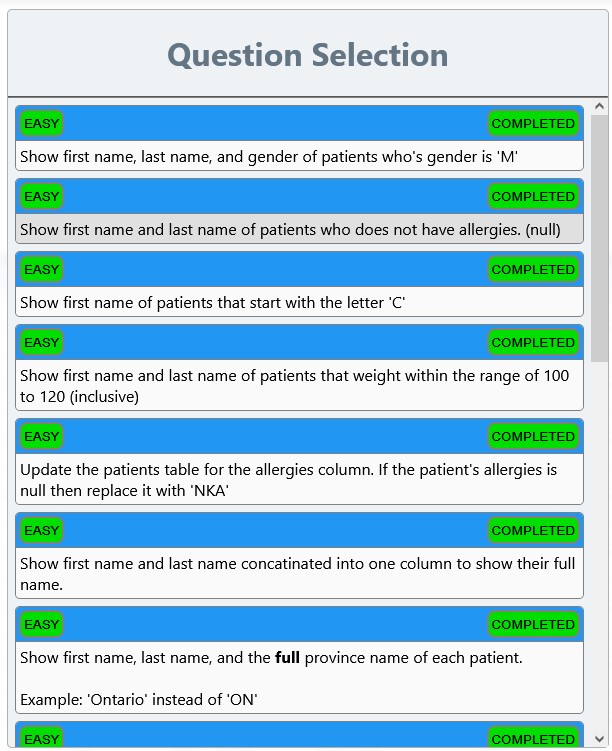 Question Selection
EASY COMPLETED
Show first name, last name, and gender of patients who's gender is 'M'
EASY COMPLETED
Show first name and last name of patients who does not have allergies. (null)
EASY COMPLETED
Show first name of patients that start with the letter 'C'
EASY COMPLETED
Show first name and last name of patients that weight within the range of 100
to 120 (inclusive)
EASY COMPLETED
Update the patients table for the allergies column. If the patient's allergies is
null then replace it with 'NKA'
EASY COMPLETED
Show first name and last name concatinated into one column to show their full
name.
EASY COMPLETED
Show first name, last name, and the full province name of each patient.
Example: 'Ontario' instead of 'ON'
EASY COMPLETED